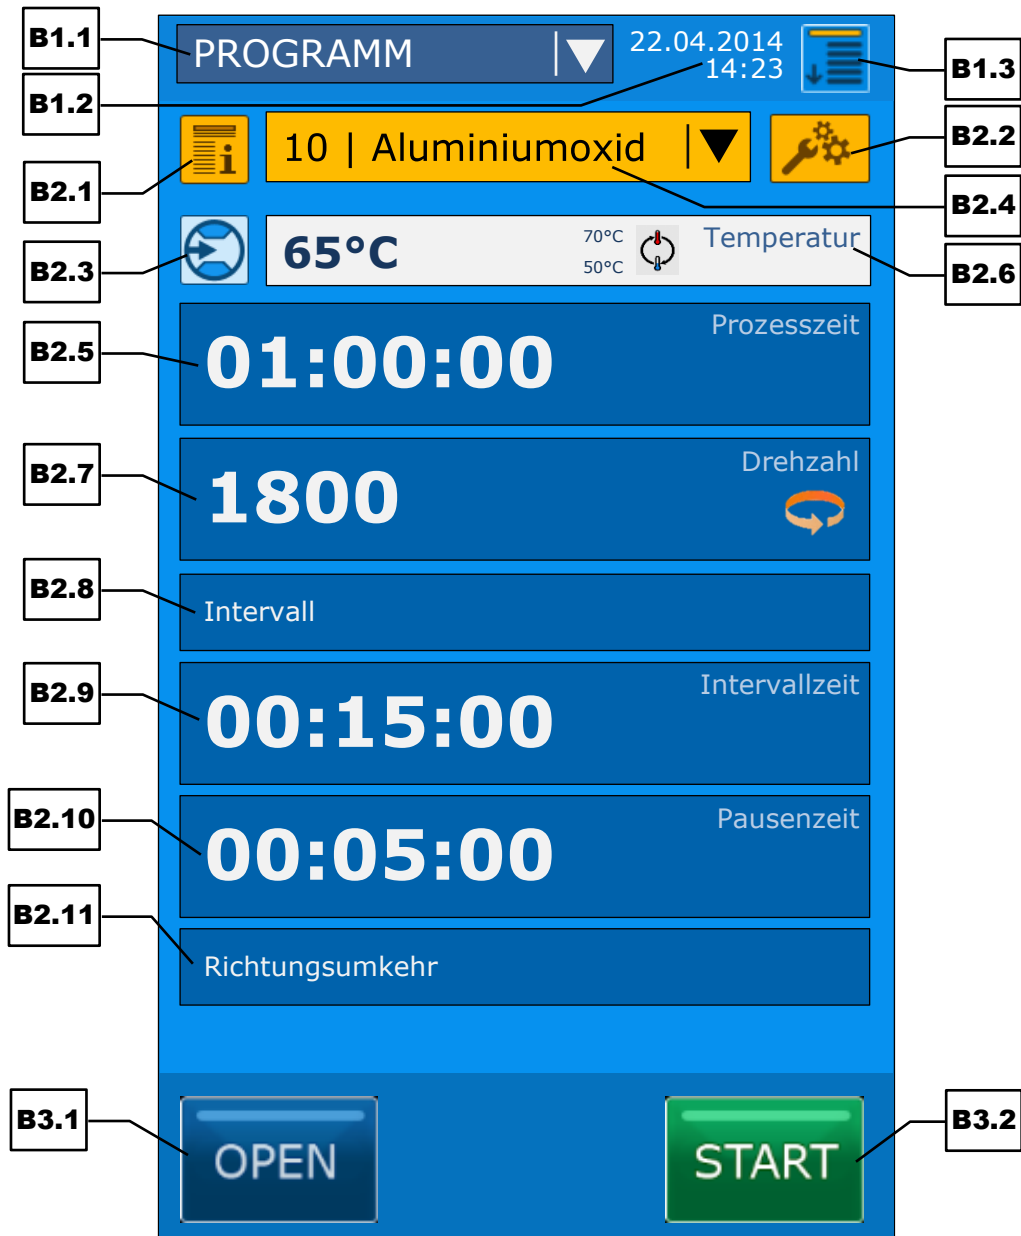 B1.1
PROGRAMM
22.04.2014
14:23
B1.3
B1.2
10 | Aluminiumoxid
B2.2
B2.1
B2.4
65°C
70°C
50°C
Temperatur
B2.3
B2.6
Prozesszeit
B2.5
01:00:00
Drehzahl
B2.7
1800
B2.8
Intervall
Intervallzeit
B2.9
00:15:00
Pausenzeit
B2.10
00:05:00
B2.11
Richtungsumkehr
B3.1
B3.2
OPEN
START